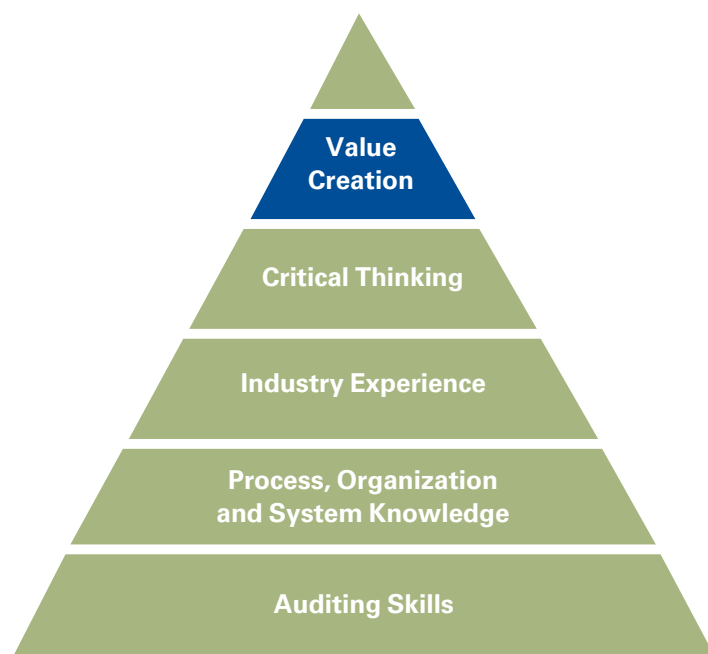 Value
Creation
Critical Thinking
Industry Experience
Process, Organization
and System Knowledge
Auditing Skills